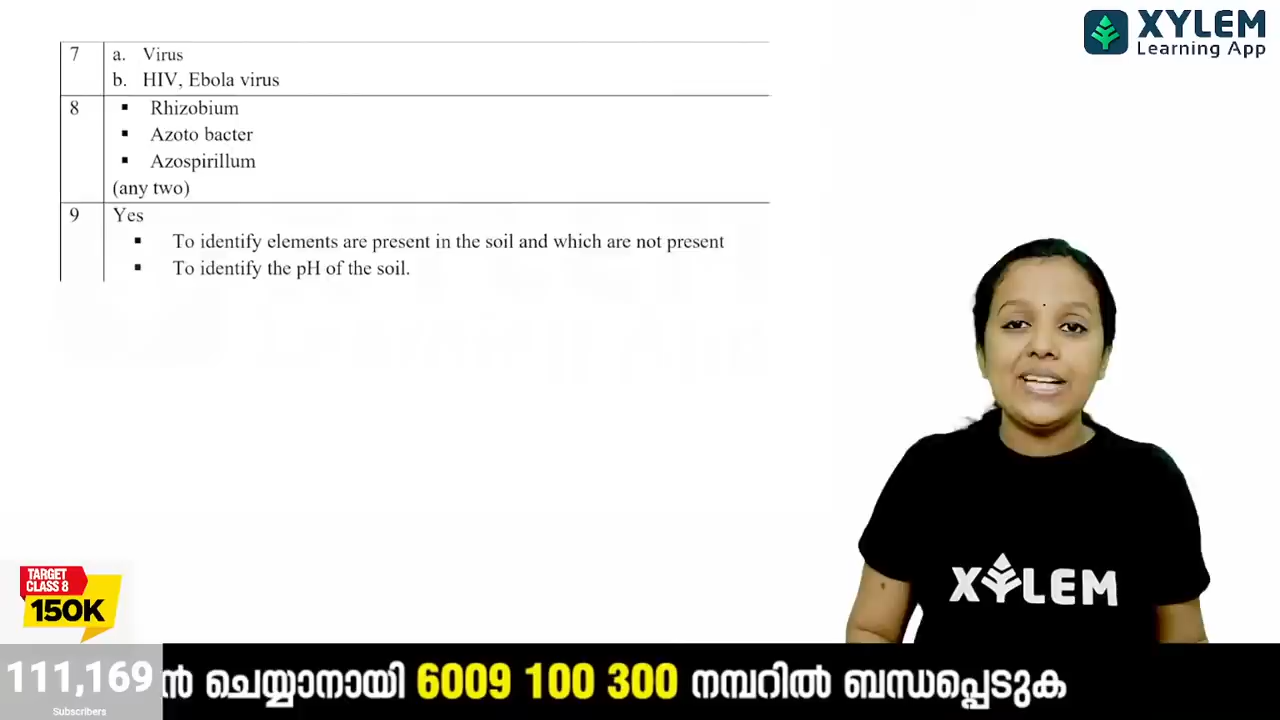 XYLEM
Learning App
7 a. Virus
b. HIV, Ebola virus
8 ▪ Rhizobium
▪ Azoto bacter
▪ Azospirillum
(any two)
9 Yes
▪ To identify elements are present in the soil and which are not present
▪ To identify the pH of the soil.
XYLEM
TARGET
CLASS 8
150K
111,169
Subscribers
ൻ ചെയ്യാനായി 6009 100 300 നമ്പറിൽ ബന്ധപ്പെടുക